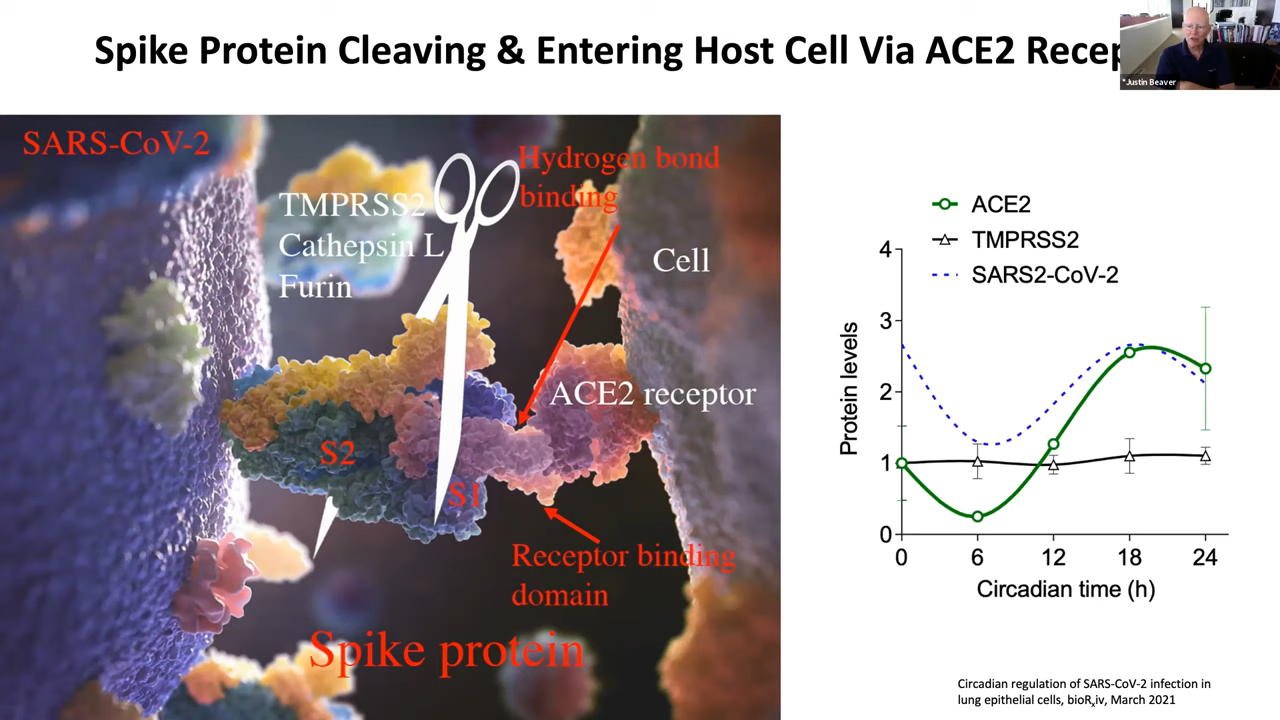 Spike Protein Cleaving & Entering Host Cell Via ACE2
*Justin Beaver
SARS-CoV-2
TMPRSS2
Cathepsin L
Furin
Hydrogen bond
binding
Cell
ACE2 receptor
S2
S1
Receptor binding
domain
Spike protein
ACE2
TMPRSS2
SARS2-CoV-2
Protein levels
4
3
2
1
0
0 6 12 18 24
Circadian time (h)
Circadian regulation of SARS-CoV-2 infection in
lung epithelial cells, bioRxiv, March 2021